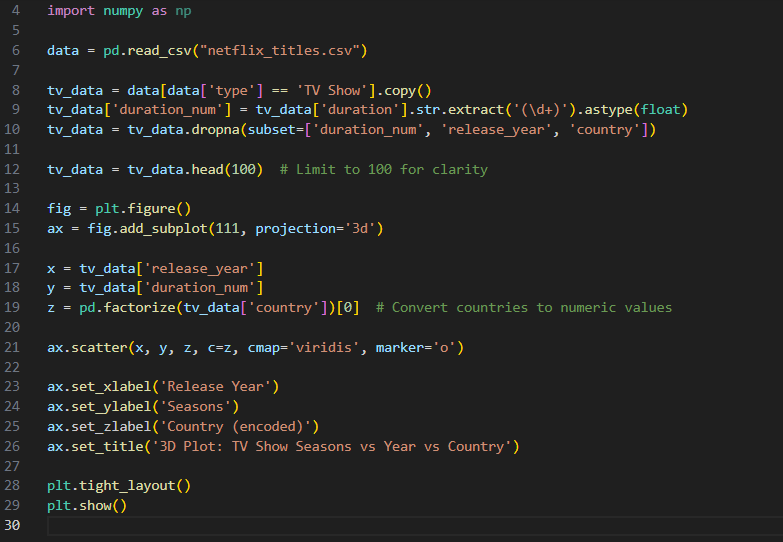 4 import numpy as np
5
6 data = pd.read_csv("netflix_titles.csv")
7
8 tv_data = data[data['type'] == 'TV Show'].copy()
9 tv_data['duration_num'] = tv_data['duration'].str.extract('(\d+)').astype(float)
10 tv_data = tv_data.dropna(subset=['duration_num', 'release_year', 'country'])
11
12 tv_data = tv_data.head(100)  # Limit to 100 for clarity
13
14 fig = plt.figure()
15 ax = fig.add_subplot(111, projection='3d')
16
17 x = tv_data['release_year']
18 y = tv_data['duration_num']
19 z = pd.factorize(tv_data['country'])[0]  # Convert countries to numeric values
20
21 ax.scatter(x, y, z, c=z, cmap='viridis', marker='o')
22
23 ax.set_xlabel('Release Year')
24 ax.set_ylabel('Seasons')
25 ax.set_zlabel('Country (encoded)')
26 ax.set_title('3D Plot: TV Show Seasons vs Year vs Country')
27
28 plt.tight_layout()
29 plt.show()
30